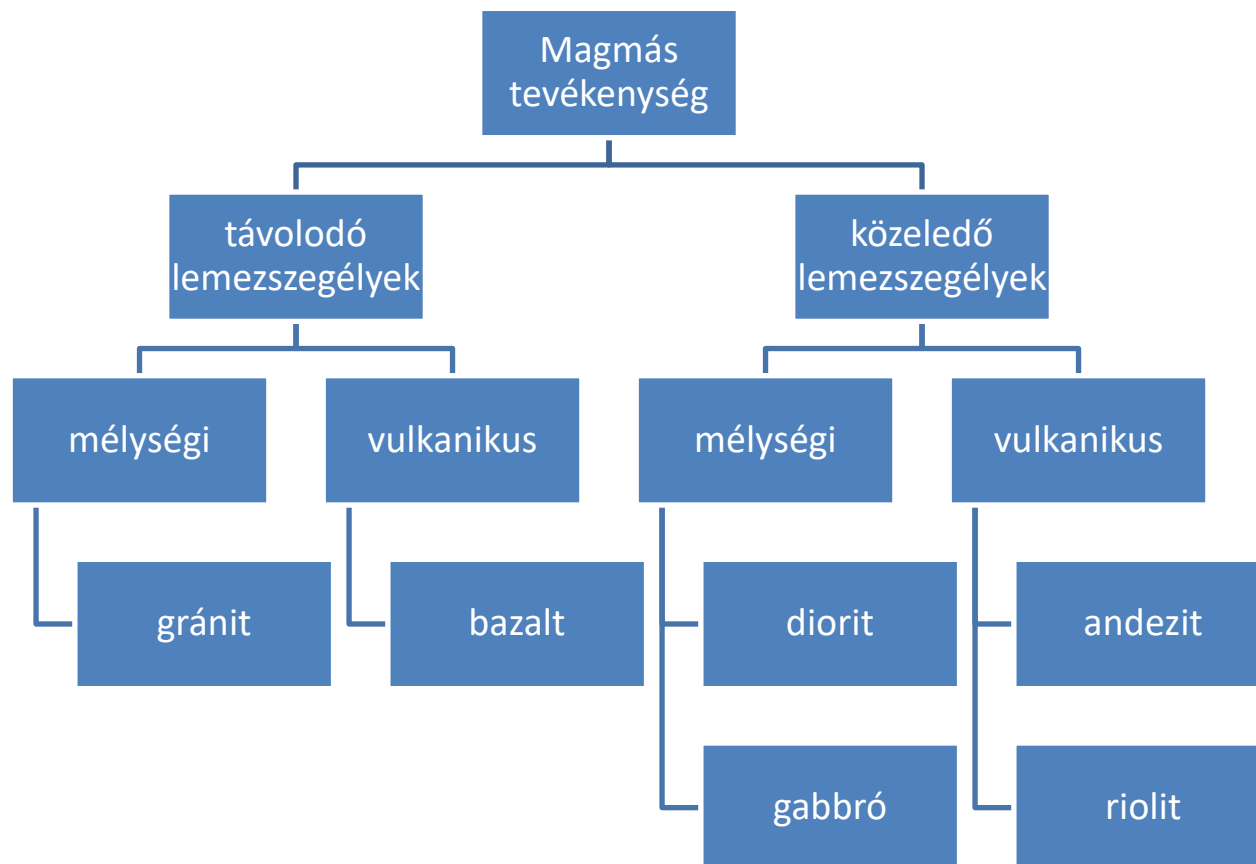 Magmás
tevékenység
távolodó
lemezszegélyek
közeledő
lemezszegélyek
mélységi
vulkanikus
mélységi
vulkanikus
gránit
bazalt
diorit
andezit
gabbró
riolit